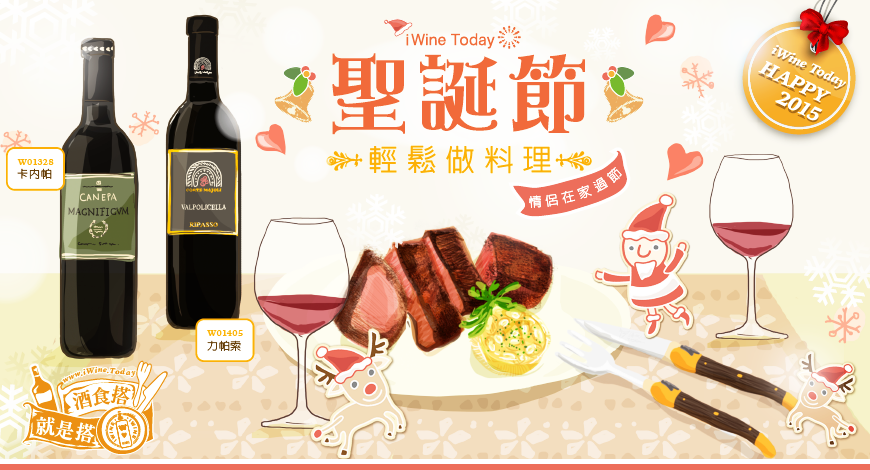 iWine Today
聖誕節
輕鬆做料理
情侶在家過節
iWine Today
HAPPY
2015
W01328
卡内帕
CANEPA
MAGNIFICVM
VALPOLICELLA
RIPASSO
W01405
力帕索
www.iWine.Today
酒食搭
就是搭